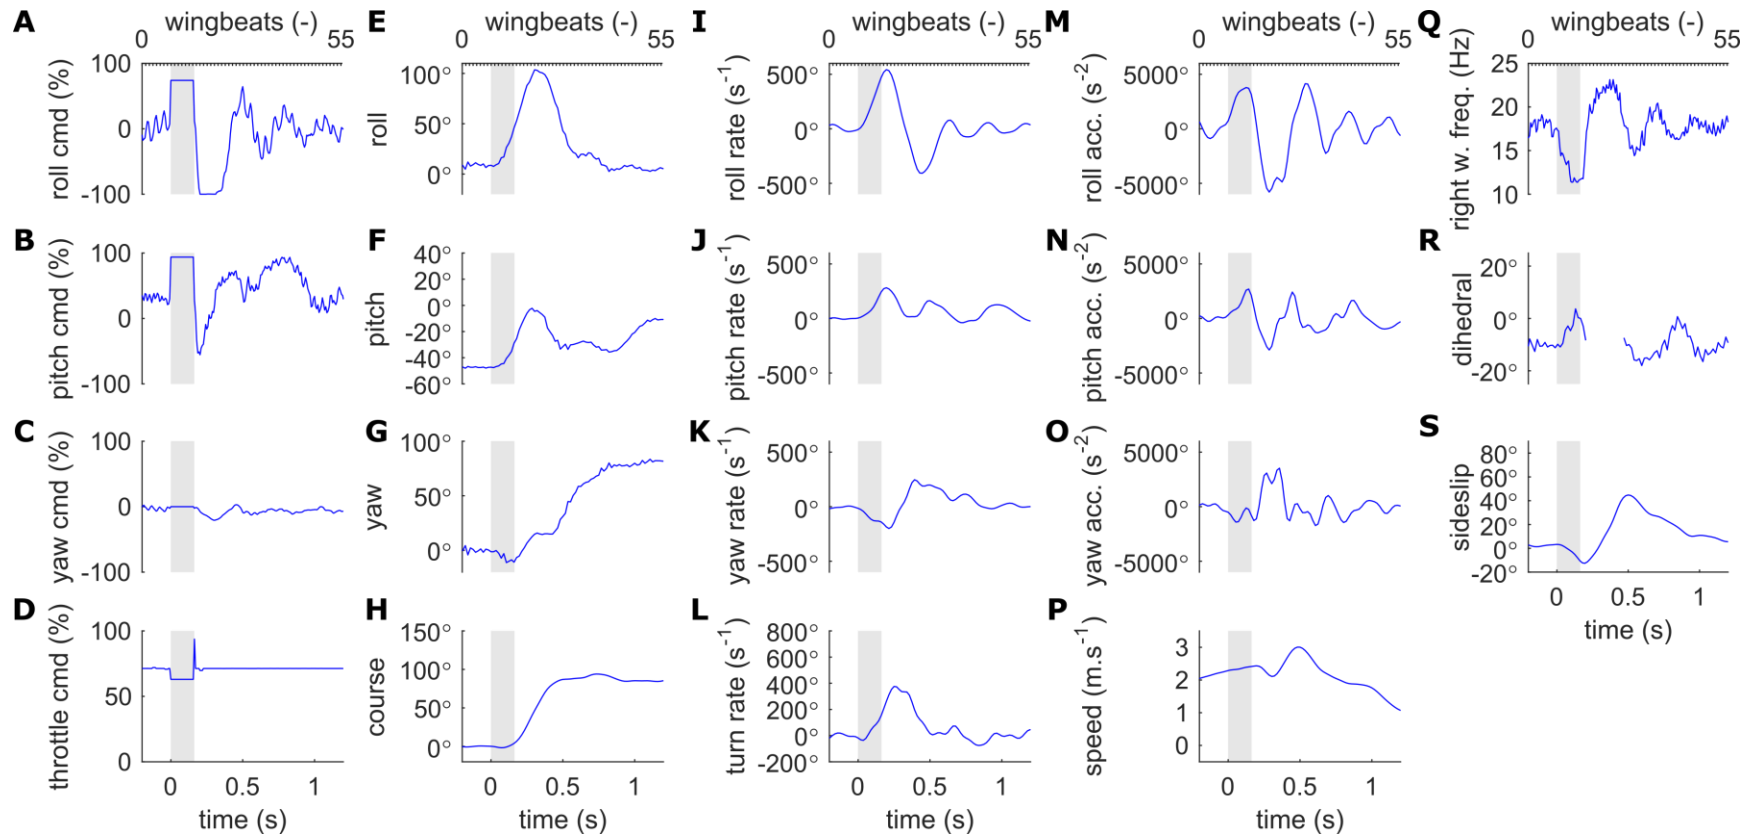 A wingbeats (-) E wingbeats (-) I wingbeats (-) M wingbeats (-) Q wingbeats (-)
0 55 0 55 0 55 0 55 0 55
roll cmd (%)
100
0
-100
roll
100°
50°
0°
roll rate (s-1)
500°
0°
-500°
roll acc. (s-2)
5000°
0°
-5000°
right w. freq. (Hz)
25
20
15
10
B
pitch cmd (%)
100
0
-100
F
pitch
40°
20°
0°
-20°
-40°
-60°
J
pitch rate (s-1)
500°
0°
-500°
N
pitch acc. (s-2)
5000°
0°
-5000°
R
dihedral
20°
0°
-20°
C
yaw cmd (%)
100
0
-100
G
yaw
100°
50°
0°
K
yaw rate (s-1)
500°
0°
-500°
O
yaw acc. (s-2)
5000°
0°
-5000°
S
sideslip
80°
60°
40°
20°
0°
-20°
0 0.5 1
time (s)
D
throttle cmd (%)
100
50
0
0 0.5 1
time (s)
H
course
150°
100°
50°
0°
0 0.5 1
time (s)
L
turn rate (s-1)
800°
600°
400°
200°
0°
-200°
0 0.5 1
time (s)
P
speed (m.s-1)
3
2
1
0
0 0.5 1
time (s)